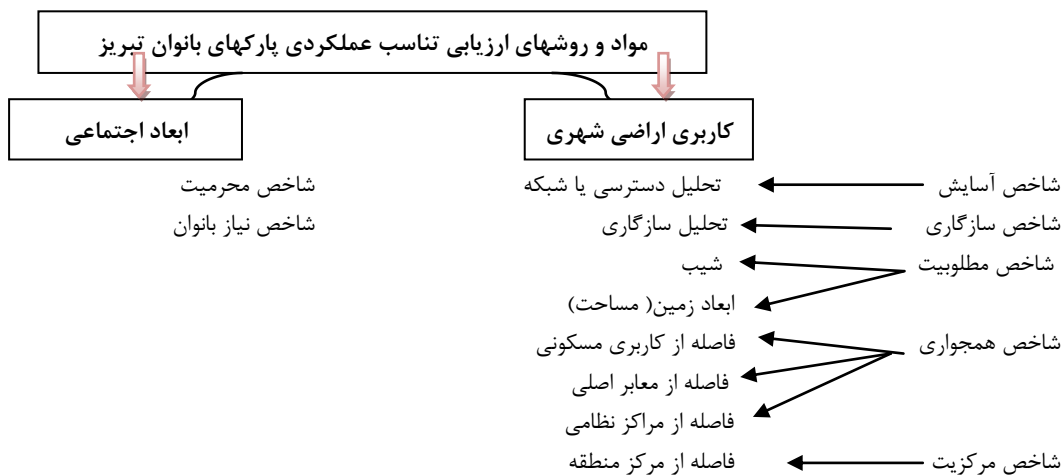 مواد و روشهای ارزیابی تناسب عملکردی پارکهای بانوان تبریز
کاربری اراضی شهری
ابعاد اجتماعی
شاخص آسایش تحلیل دسترسی یا شبکه شاخص محرمیت
شاخص سازگاری تحلیل سازگاری شاخص نیاز بانوان
شاخص مطلوبیت شیب
ابعاد زمین( مساحت)
شاخص همجواری فاصله از کاربری مسکونی
فاصله از معابر اصلی
فاصله از مراکز نظامی
شاخص مرکزیت فاصله از مرکز منطقه